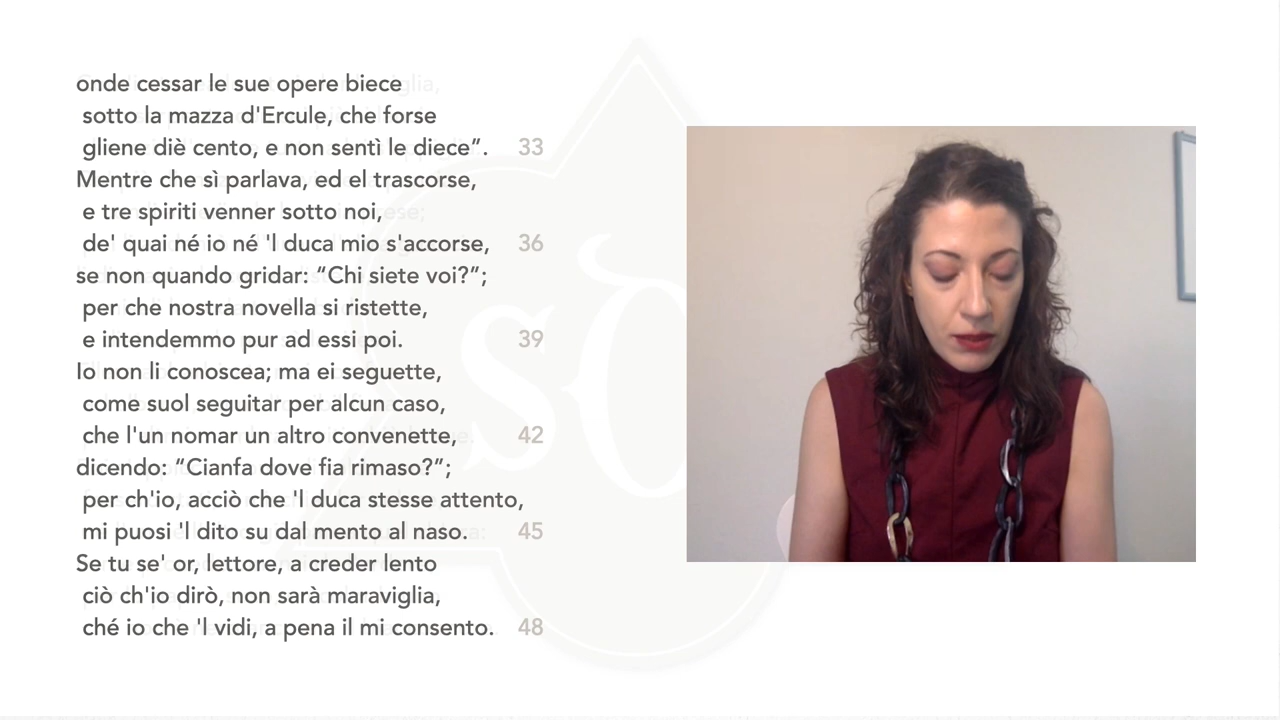 onde cessar le sue opere biece
sotto la mazza d'Ercule, che forse
gliene diè cento, e non sentì le diece”. 33
Mentre che sì parlava, ed el trascorse,
e tre spiriti venner sotto noi,
de' quai né io né 'l duca mio s'accorse, 36
se non quando gridar: “Chi siete voi?”;
per che nostra novella si ristette,
e intendemmo pur ad essi poi. 39
Io non li conoscea; ma ei seguette,
come suol seguitar per alcun caso,
che l'un nomar un altro convenette, 42
dicendo: “Cianfa dove fia rimaso?”;
per ch'io, acciò che 'l duca stesse attento,
mi puosi 'l dito su dal mento al naso. 45
Se tu se' or, lettore, a creder lento
ciò ch'io dirò, non sarà maraviglia,
ché io che 'l vidi, a pena il mi consento. 48